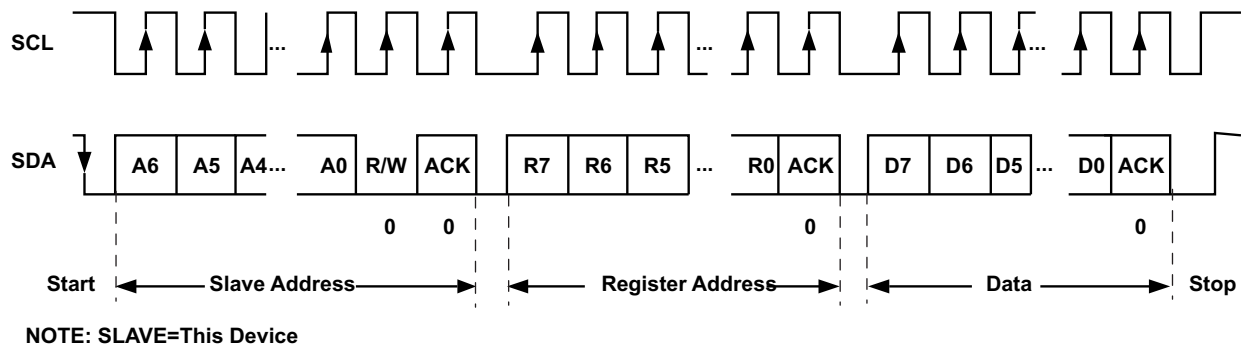 SCL ... ... ...
SDA A6 A5 A4... A0 R/W ACK R7 R6 R5 ... R0 ACK D7 D6 D5 ... D0 ACK
0 0 0 0
Start Slave Address Register Address Data Stop
NOTE: SLAVE=This Device